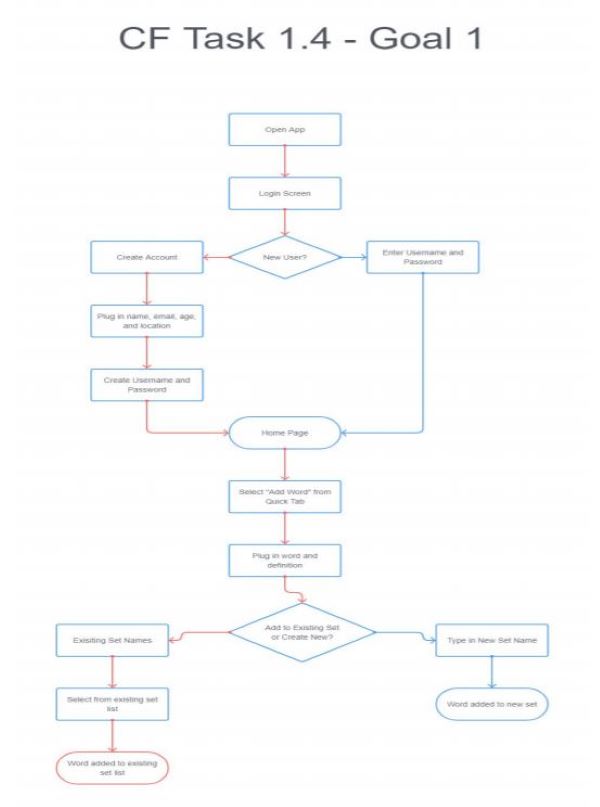 CF Task 1.4 - Goal 1
Open App
Login Screen
Create Account
New User?
Enter Username and
Password
Plug in name, email, age,
and location
Create Username and
Password
Home Page
Select "Add Word" from
Quick Tab
Plug in word and
definition
Add to Existing Set
or Create New?
Exisiting Set Names
Type in New Set Name
Select from existing set
list
Word added to new set
Word added to existing
set list